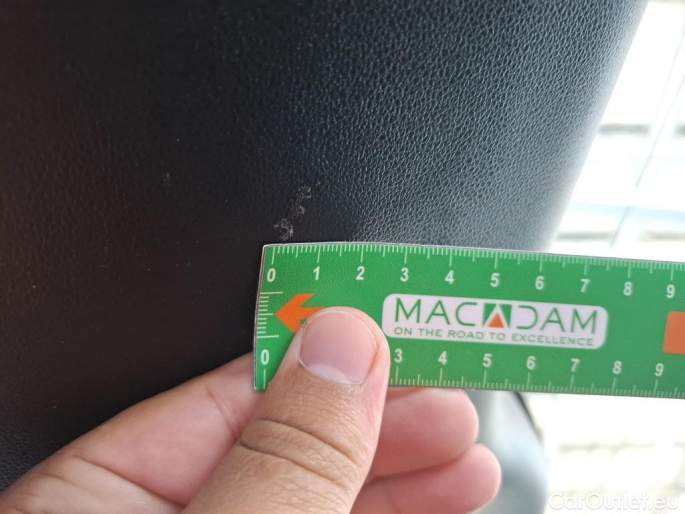 0 1 2 3 4 5 6 7 8 9
MACADAM
ON THE ROAD TO EXCELLENCE
0 3 4 5 6 7 8 9
CarOutlet.eu